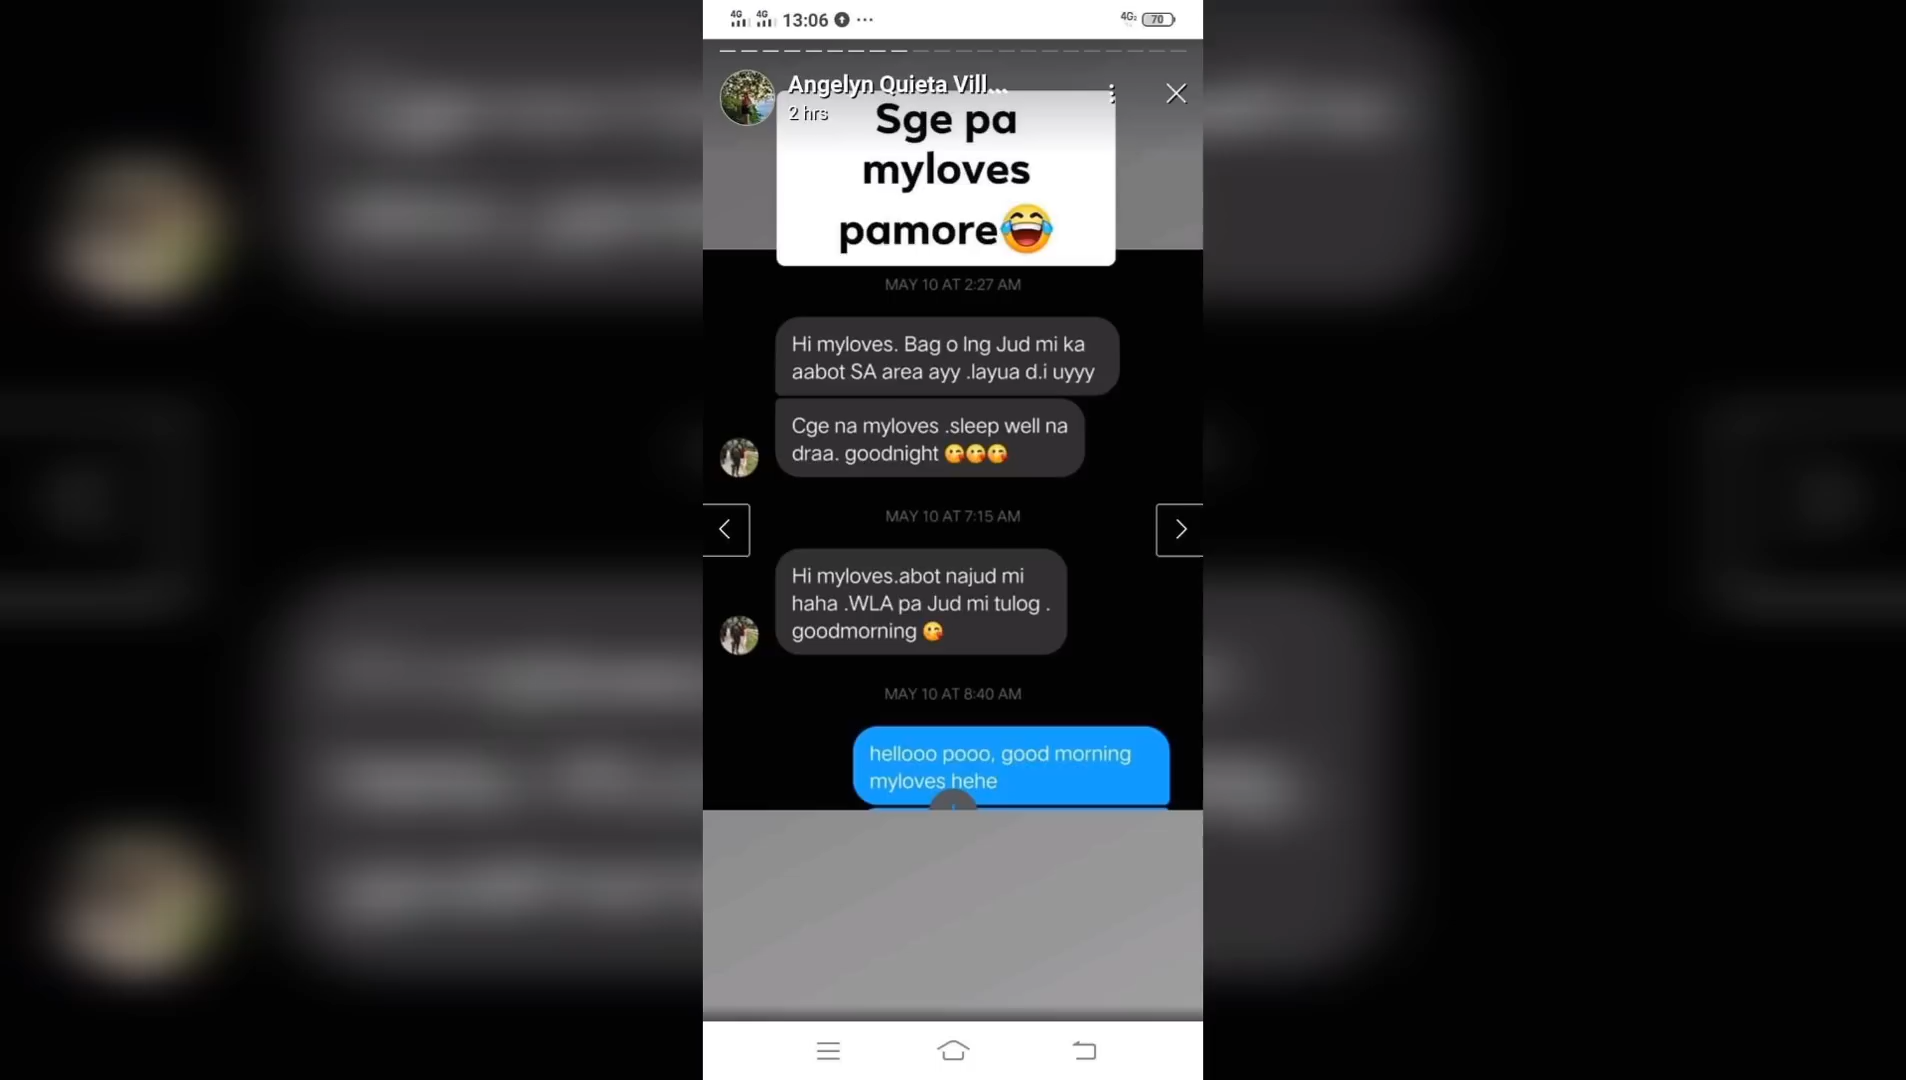 4G 4G 13:06 ... 4G 70
Angelyn Quieta Vill...
2 hrs
Sge pa
myloves
pamore😂
MAY 10 AT 2:27 AM
Hi myloves. Bag o lng Jud mi ka
aabot SA area ayy .layua d.i uyyy
Cge na myloves .sleep well na
draa. goodnight 😘😘😘
MAY 10 AT 7:15 AM
Hi myloves.abot najud mi
haha .WLA pa Jud mi tulog .
goodmorning 😘
MAY 10 AT 8:40 AM
hellooo pooo, good morning
myloves hehe